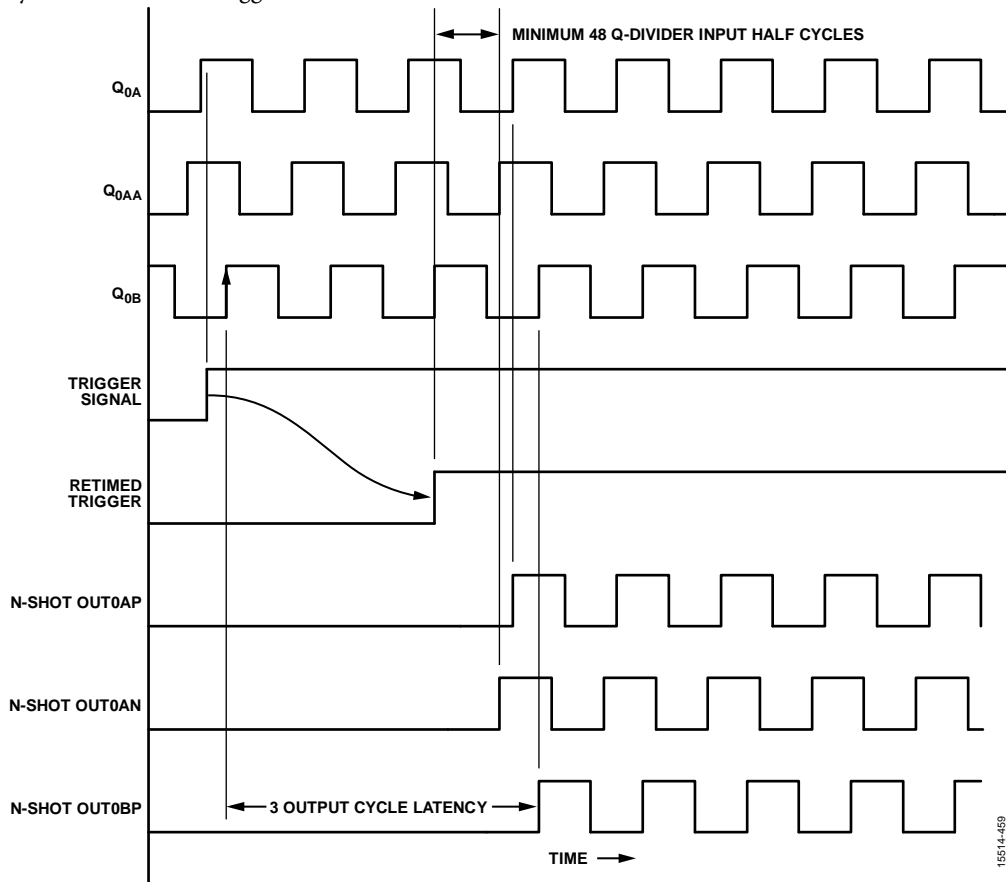 MINIMUM 48 Q-DIVIDER INPUT HALF CYCLES
Q0A
Q0AA
Q0B
TRIGGER
SIGNAL
RETIMED
TRIGGER
N-SHOT OUT0AP
N-SHOT OUT0AN
N-SHOT OUT0BP
3 OUTPUT CYCLE LATENCY
TIME
15514-459